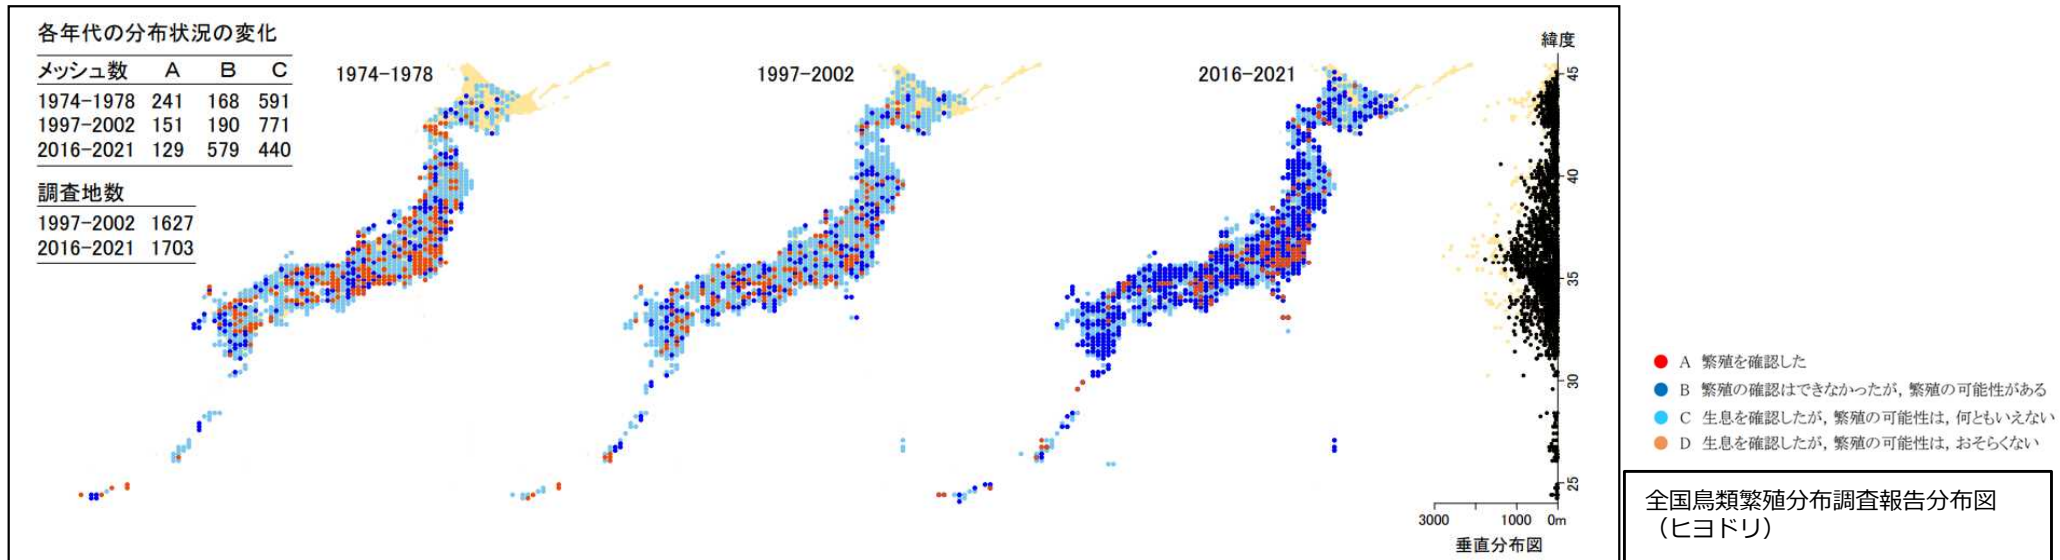 各年代の分布状況の変化
メッシュ数 A B C
1974-1978 241 168 591
1997-2002 151 190 771
2016-2021 129 579 440
調査地数
1997-2002 1627
2016-2021 1703
1974-1978
1997-2002
2016-2021
緯度
45
40
35
30
25
3000 1000 0m
垂直分布図
A 繁殖を確認した
B 繁殖の確認はできなかったが, 繁殖の可能性がある
C 生息を確認したが, 繁殖の可能性は, 何ともいえない
D 生息を確認したが, 繁殖の可能性は, おそらくない
全国鳥類繁殖分布調査報告分布図
(ヒヨドリ)